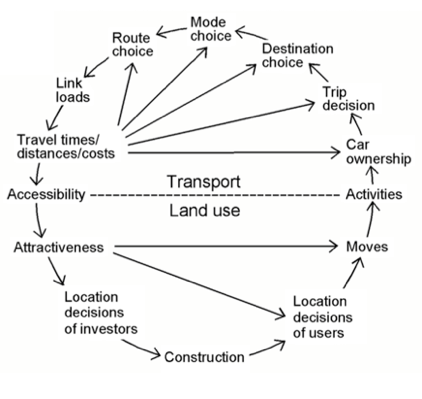 Mode
choice
Route
choice
Destination
choice
Link
loads
Trip
decision
Travel times/
distances/costs
Car
ownership
Transport
Accessibility
Activities
Land use
Attractiveness
Moves
Location
decisions
of investors
Location
decisions
of users
Construction